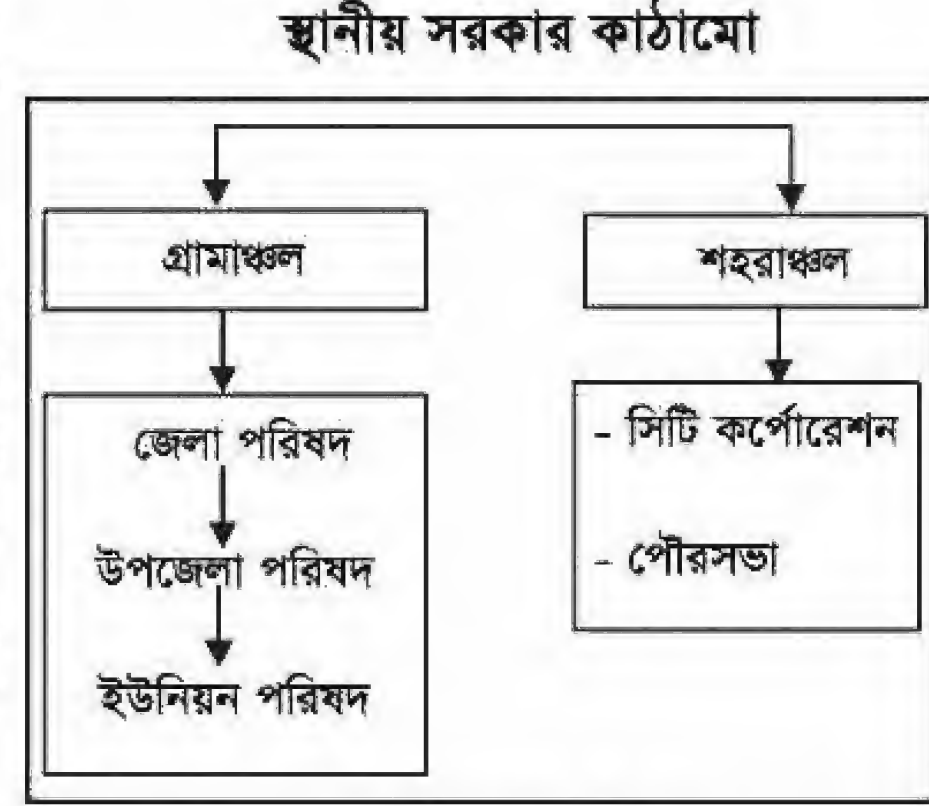 স্থানীয় সরকার কাঠামো
গ্রামাঞ্চল
শহরাঞ্চল
জেলা পরিষদ
উপজেলা পরিষদ
ইউনিয়ন পরিষদ
- সিটি কর্পোরেশন
- পৌরসভা